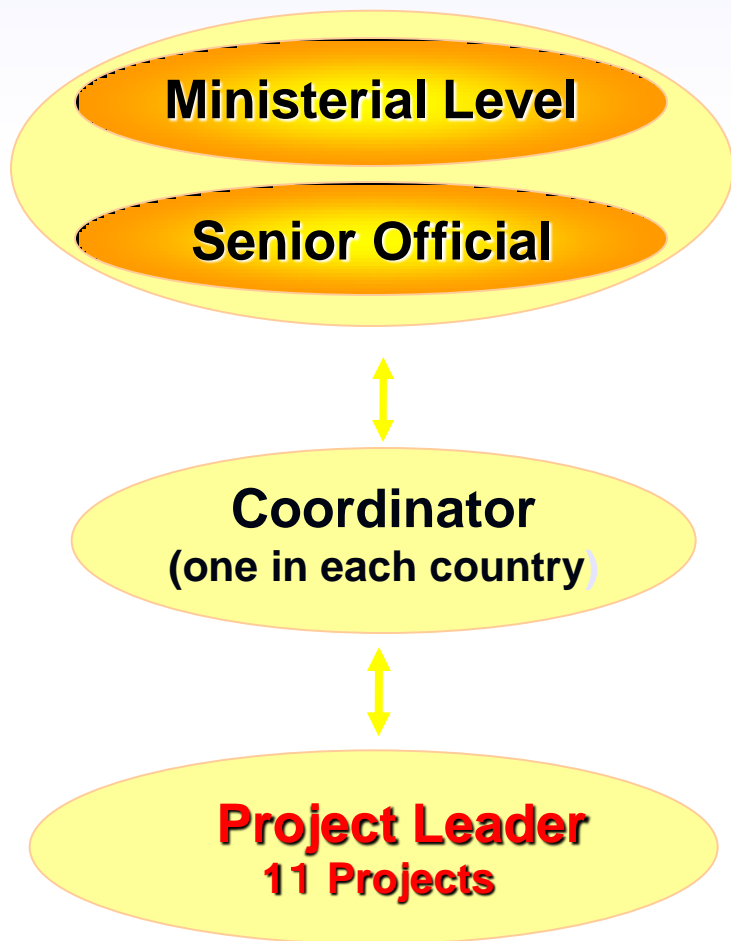 Ministerial Level
Senior Official
Coordinator
(one in each country)
Project Leader
11 Projects